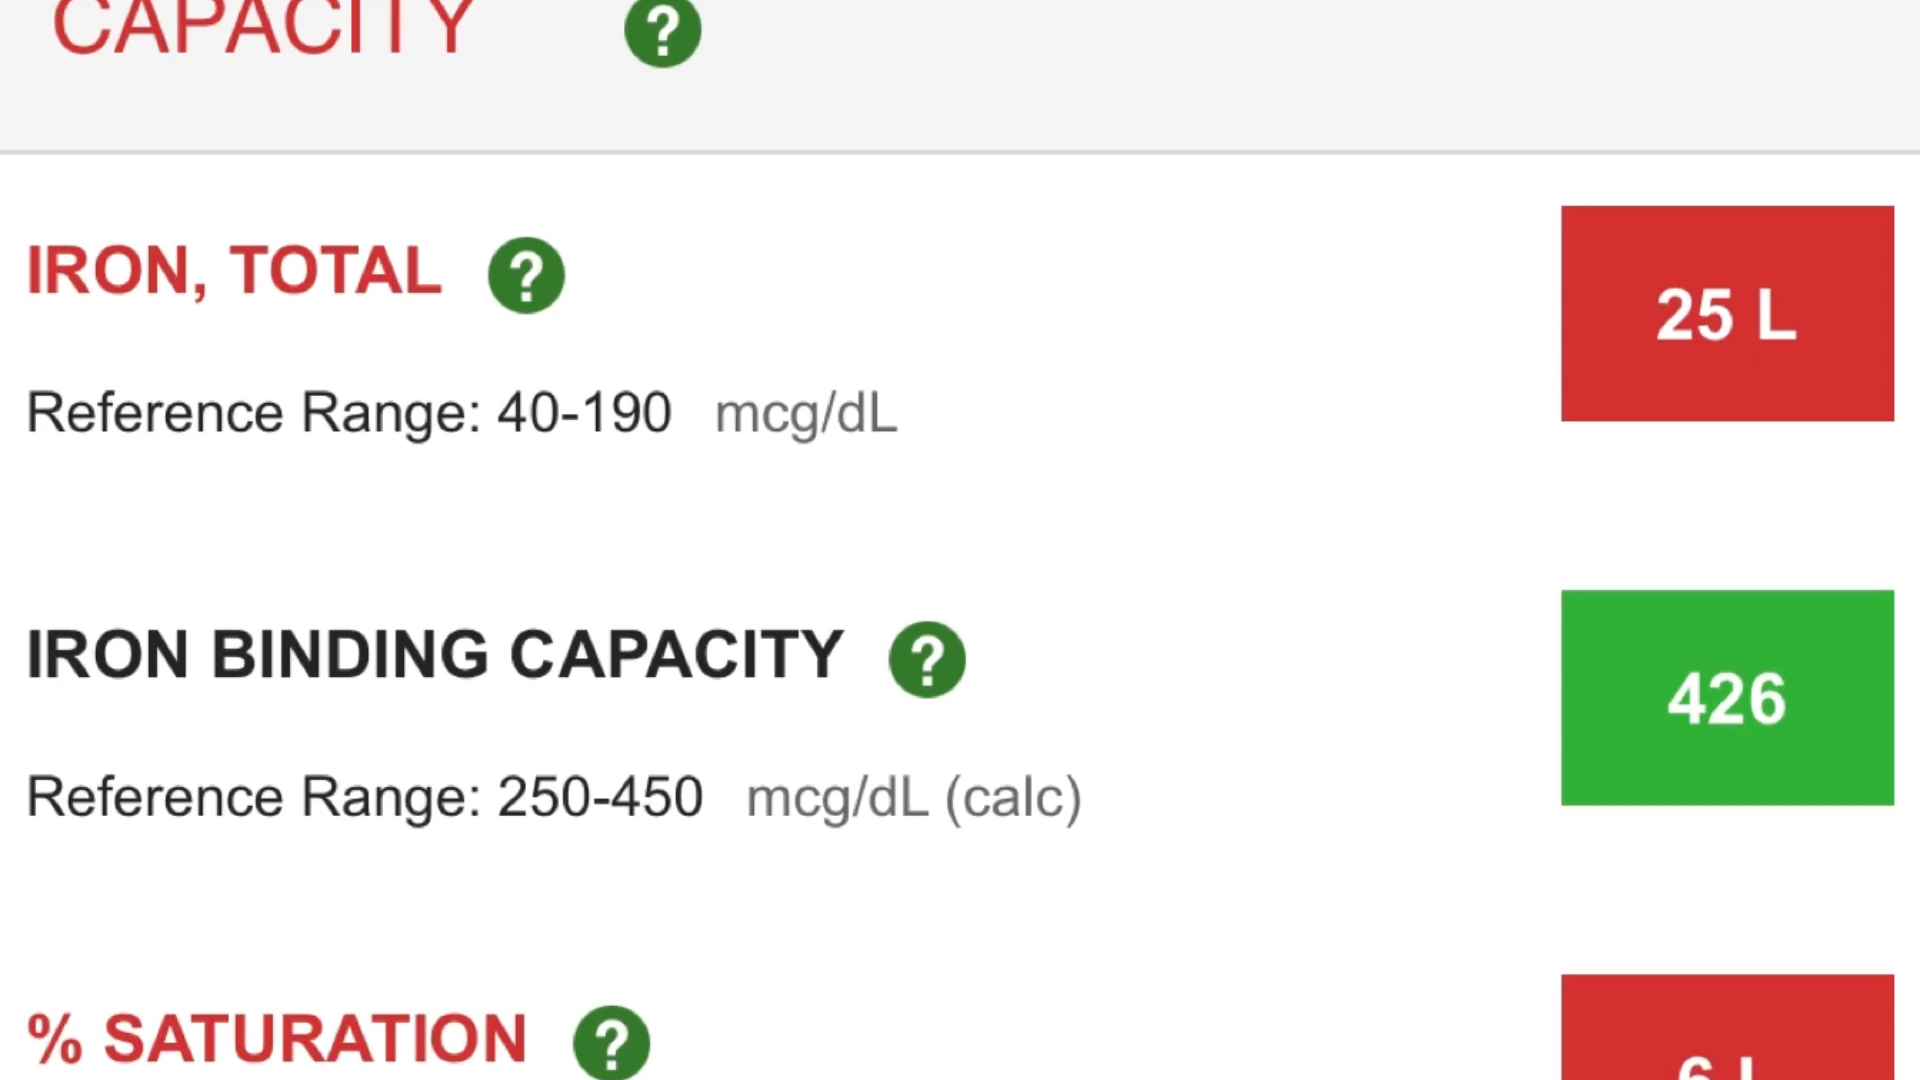 CAPACITY ?
IRON, TOTAL ?
25 L
Reference Range: 40-190 mcg/dL
IRON BINDING CAPACITY ?
426
Reference Range: 250-450 mcg/dL (calc)
% SATURATION ?
6 L